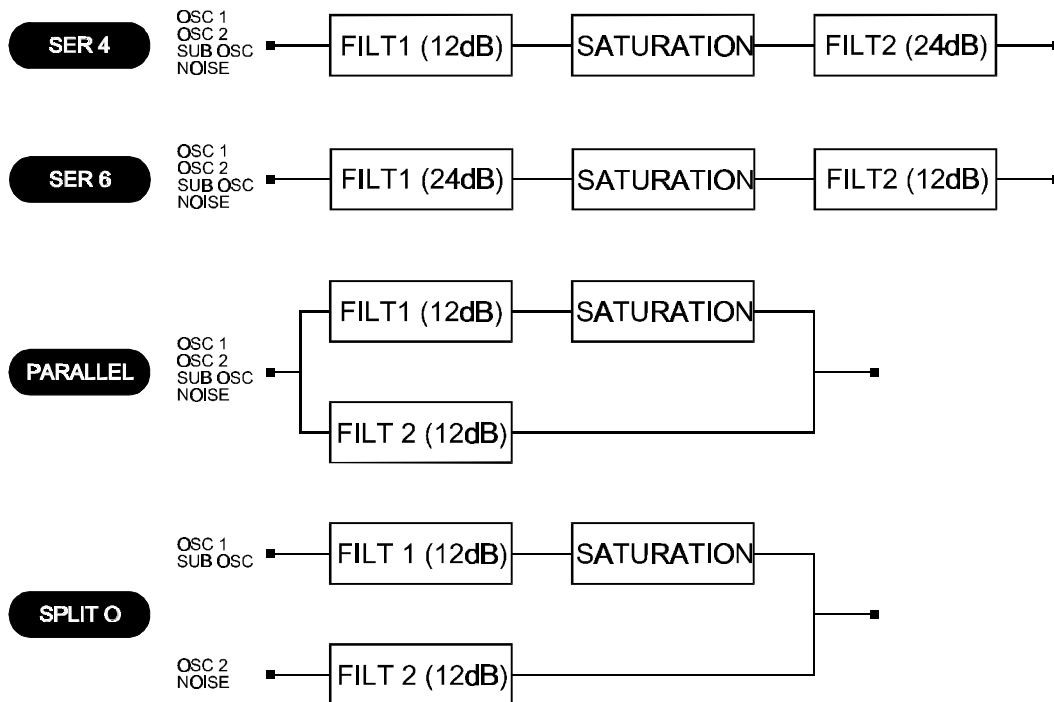 SER 4
OSC 1
OSC 2
SUB OSC
NOISE
FILT1 (12dB)
SATURATION
FILT2 (24dB)
SER 6
OSC 1
OSC 2
SUB OSC
NOISE
FILT1 (24dB)
SATURATION
FILT2 (12dB)
PARALLEL
OSC 1
OSC 2
SUB OSC
NOISE
FILT1 (12dB)
SATURATION
FILT 2 (12dB)
SPLIT O
OSC 1
SUB OSC
FILT 1 (12dB)
SATURATION
OSC 2
NOISE
FILT 2 (12dB)